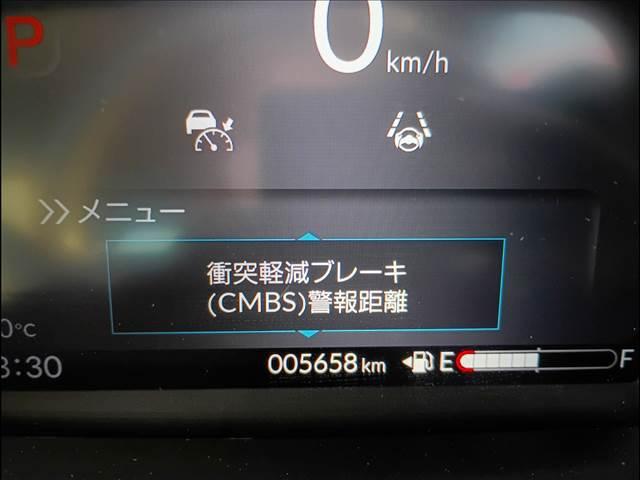 P
0 km/h
>> メニュー
衝突軽減ブレーキ
(CMBS)警報距離
0°C
:30 005658 km E F